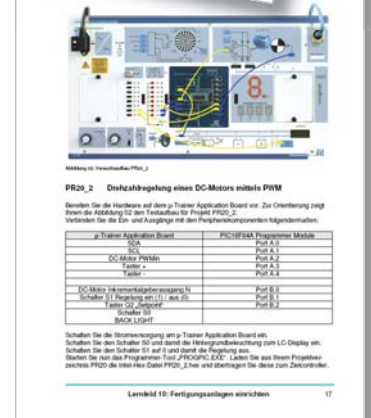 Abbildung 02: Versuchsaufbau PR20_2
PR20_2 Drehzahlregelung eines DC-Motors mittels PWM
Bereiten Sie die Hardware auf dem µ-Trainer Application Board vor. Zur Orientierung zeigt
Ihnen die Abbildung 02 den Testaufbau für Projekt PR20_2.
Verbinden Sie die Ein- und Ausgänge mit den Peripheriekomponenten folgendermaßen:
µ-Trainer Application Board PIC16F84A Programmer Module
SDA Port A.0
SCL Port A.1
DC-Motor PWMin Port A.2
Taster + Port A.3
Taster - Port A.4
DC-Motor Inkrementalgeberausgang N Port B.0
Schalter S1 Regelung ein (1) / aus (0) Port B.1
Taster Q2 „Setpoint" Port B.2
Schalter S0
BACK LIGHT
Schalten Sie die Stromversorgung am µ-Trainer Application Board ein.
Schalten Sie den Schalter S0 und damit die Hintergrundbeleuchtung zum LC-Display ein.
Schalten Sie den Schalter S1 auf 0 und damit die Regelung aus.
Starten Sie nun das Programmer-Tool „PROGPIC.EXE". Laden Sie aus Ihrem Projektver-
zeichnis PR20 die Intel-Hex-Datei PR20_2.hex und übertragen Sie diese zum Zielcontroller.
Lernfeld 10: Fertigungsanlagen einrichten 17